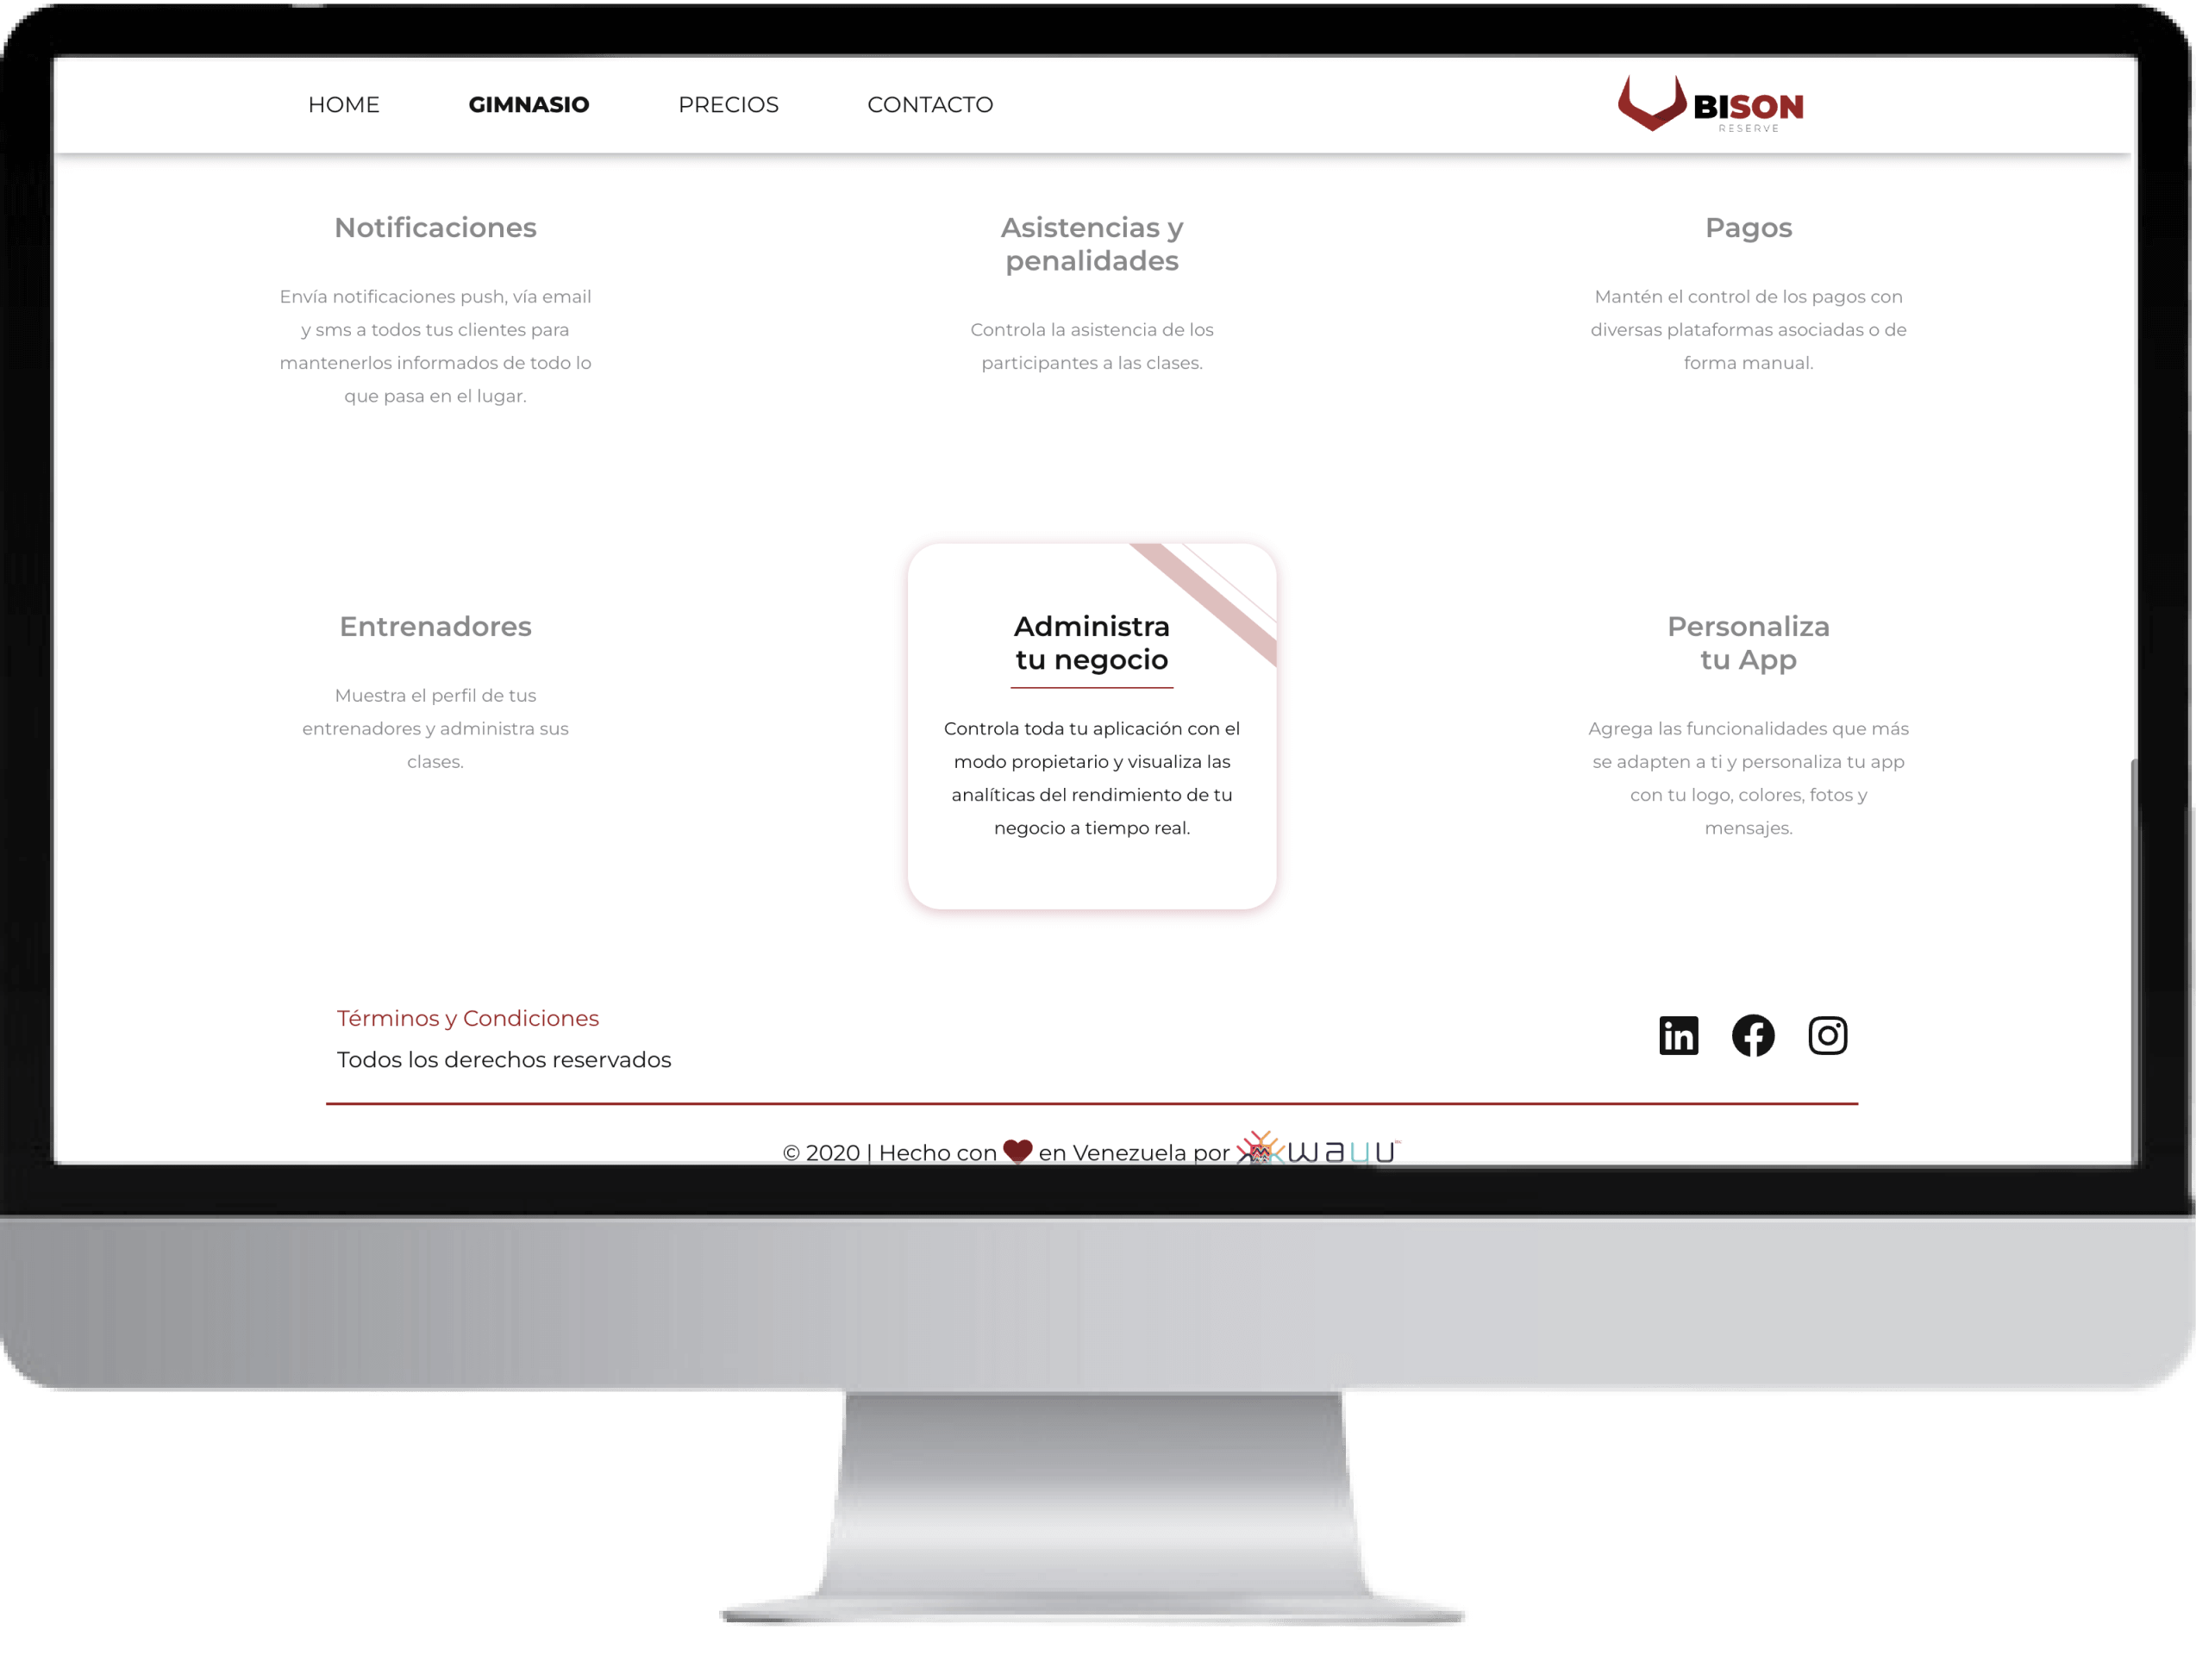 HOME GIMNASIO PRECIOS CONTACTO
BISON
RESERVE
Notificaciones
Envía notificaciones push, vía email
y sms a todos tus clientes para
mantenerlos informados de todo lo
que pasa en el lugar.
Asistencias y
penalidades
Controla la asistencia de los
participantes a las clases.
Pagos
Mantén el control de los pagos con
diversas plataformas asociadas o de
forma manual.
Entrenadores
Muestra el perfil de tus
entrenadores y administra sus
clases.
Administra
tu negocio
Controla toda tu aplicación con el
modo propietario y visualiza las
analíticas del rendimiento de tu
negocio a tiempo real.
Personaliza
tu App
Agrega las funcionalidades que más
se adapten a ti y personaliza tu app
con tu logo, colores, fotos y
mensajes.
Términos y Condiciones
Todos los derechos reservados
in f
© 2020 | Hecho con en Venezuela por wayu